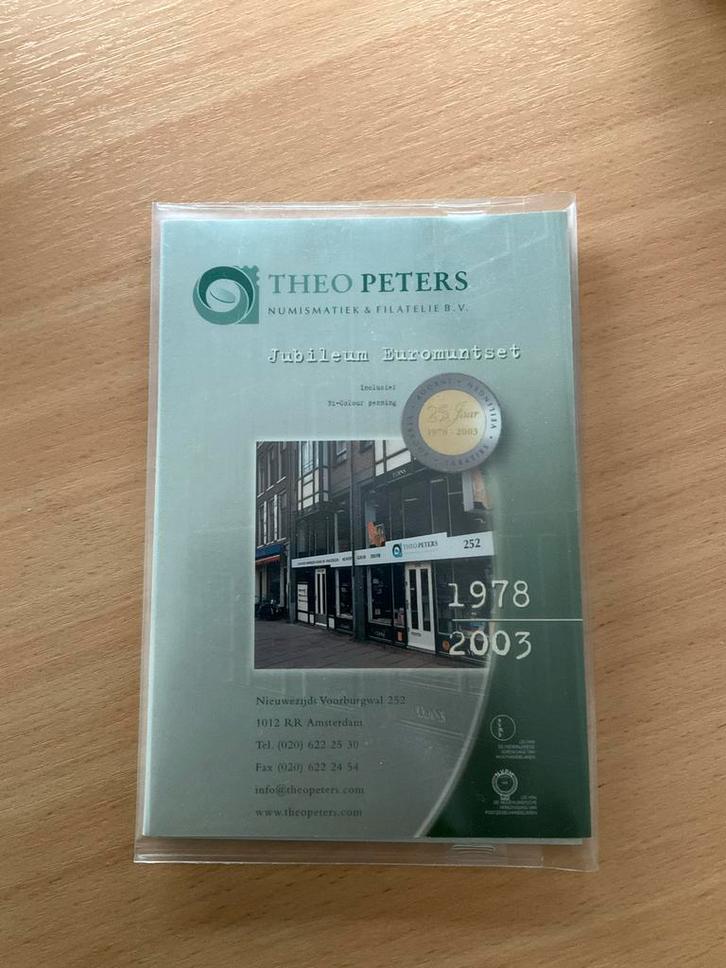 THEO PETERS
NUMISMATIEK & FILATELIE B.V.
Jubileum Euromuntset
inclusief
Bi-Colour penning
25 Jaar
1978 - 2003
THEO PETERS
252
1978
2003
Nieuwezijds Voorburgwal 252
1012 RR Amsterdam
Tel. (020) 622 25 30
Fax (020) 622 24 54
info@theopeters.com
www.theopeters.com